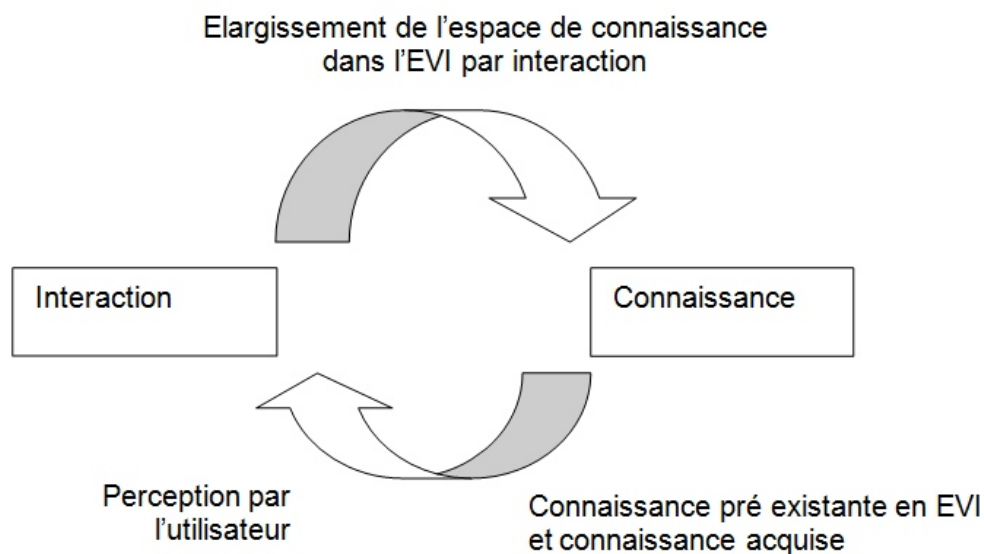 Elargissement de l'espace de connaissance
dans l'EVI par interaction
Interaction
Connaissance
Perception par
l'utilisateur
Connaissance pré existante en EVI
et connaissance acquise